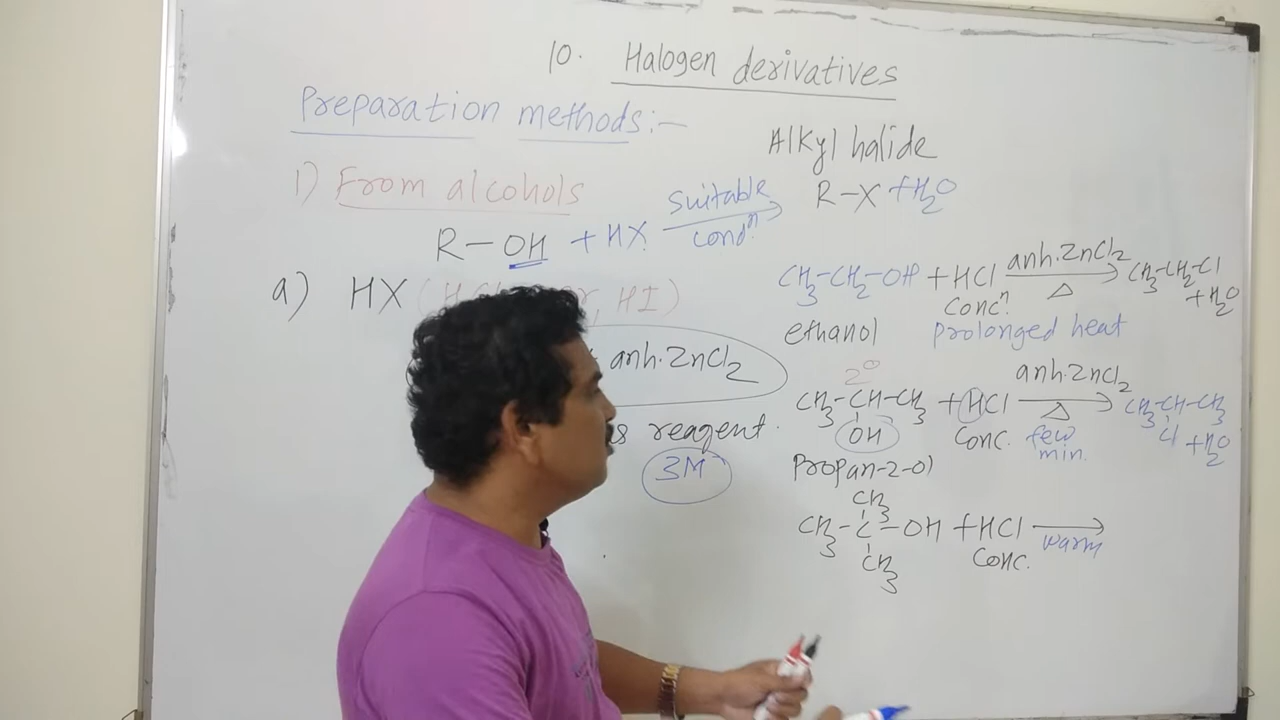 10. Halogen derivatives
Preparation methods:-
1) From alcohols
R-OH + HX suitable condⁿ
Alkyl halide
R-X + H₂O
a) HX ( , HI)
anh.ZnCl₂
reagent.
3M
CH₃-CH₂-OH + HCl anh.ZnCl₂ CH₃-CH₂-Cl
Concⁿ △ + H₂O
ethanol prolonged heat
2° anh.ZnCl₂
CH₃-CH-CH₃ + HCl △ CH₃-CH-CH₃
OH Conc. few min. Cl + H₂O
Propan-2-ol
CH₃
CH₃-C-OH + HCl warm
CH₃ Conc.